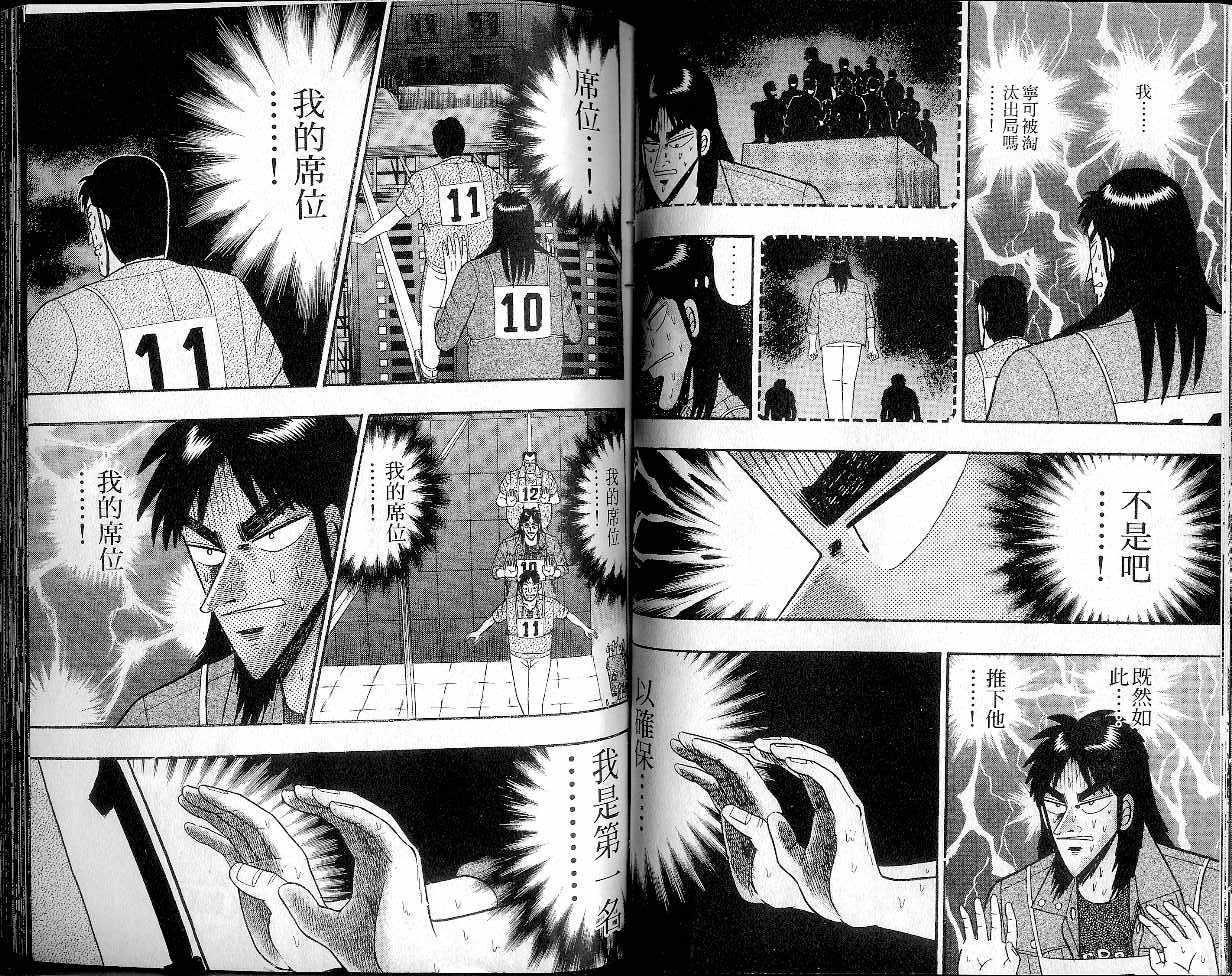 我……
寧可被淘
汰出局嗎
……！
………
不是吧
……！
既然如
此……
推下他
……！
以確保……
席位…！
11
10
我的席位
……！
11
我的席位
……！
我的席位
……！
12
10
11
我的席位
……！
我是第一名
…………
1